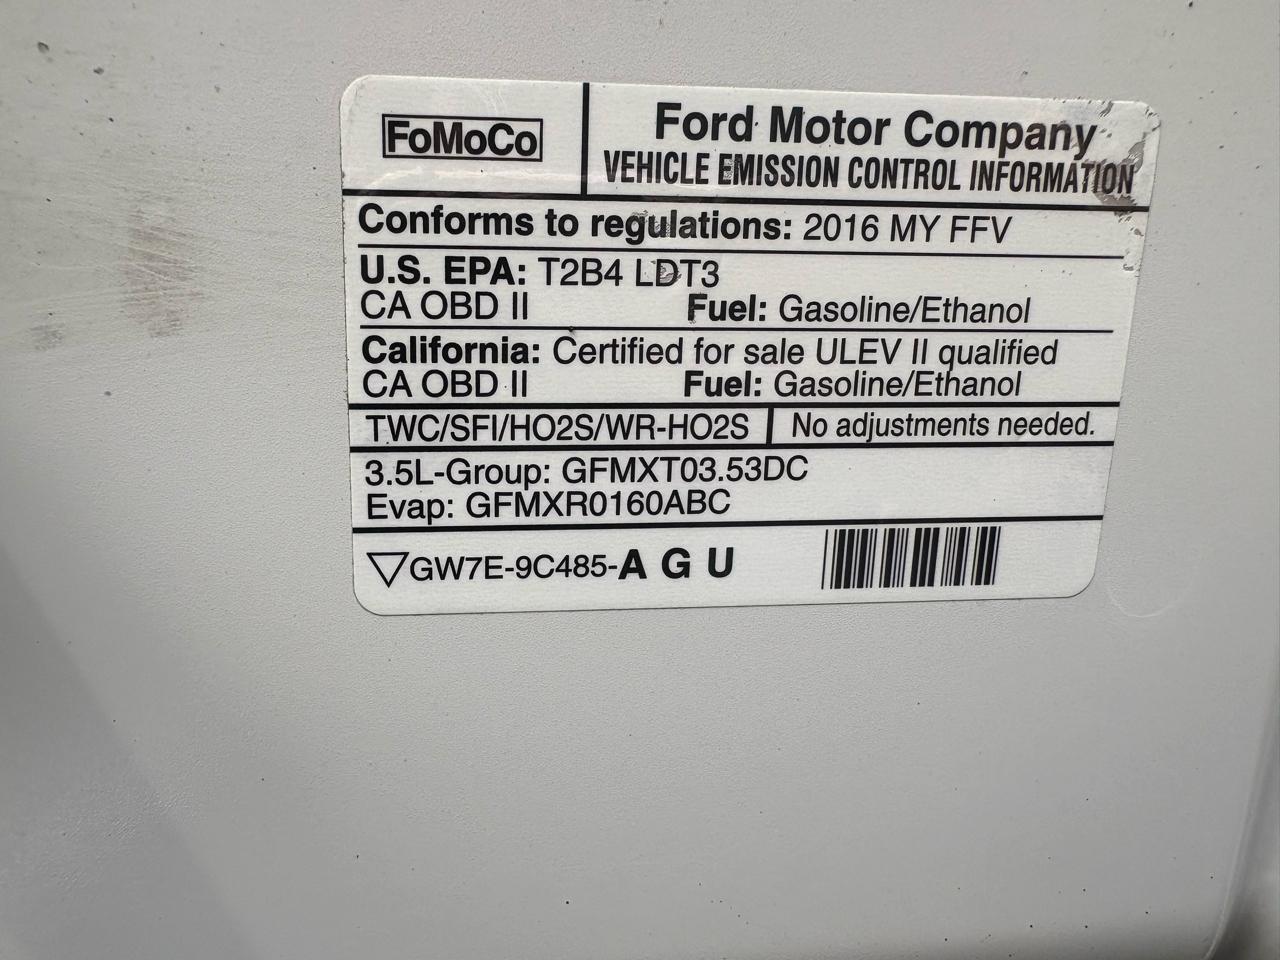 FoMoCo
Ford Motor Company
VEHICLE EMISSION CONTROL INFORMATION
Conforms to regulations: 2016 MY FFV
U.S. EPA: T2B4 LDT3
CA OBD II Fuel: Gasoline/Ethanol
California: Certified for sale ULEV II qualified
CA OBD II Fuel: Gasoline/Ethanol
TWC/SFI/HO2S/WR-HO2S No adjustments needed.
3.5L-Group: GFMXT03.53DC
Evap: GFMXR0160ABC
GW7E-9C485-A G U